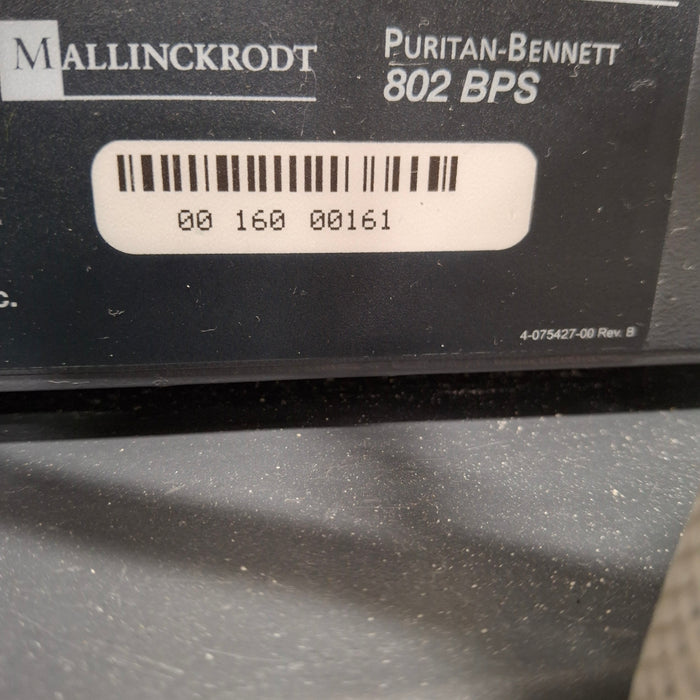 MALLINCKRODT
PURITAN-BENNETT
802 BPS
00 160 00161
c.
4-075427-00 Rev. B